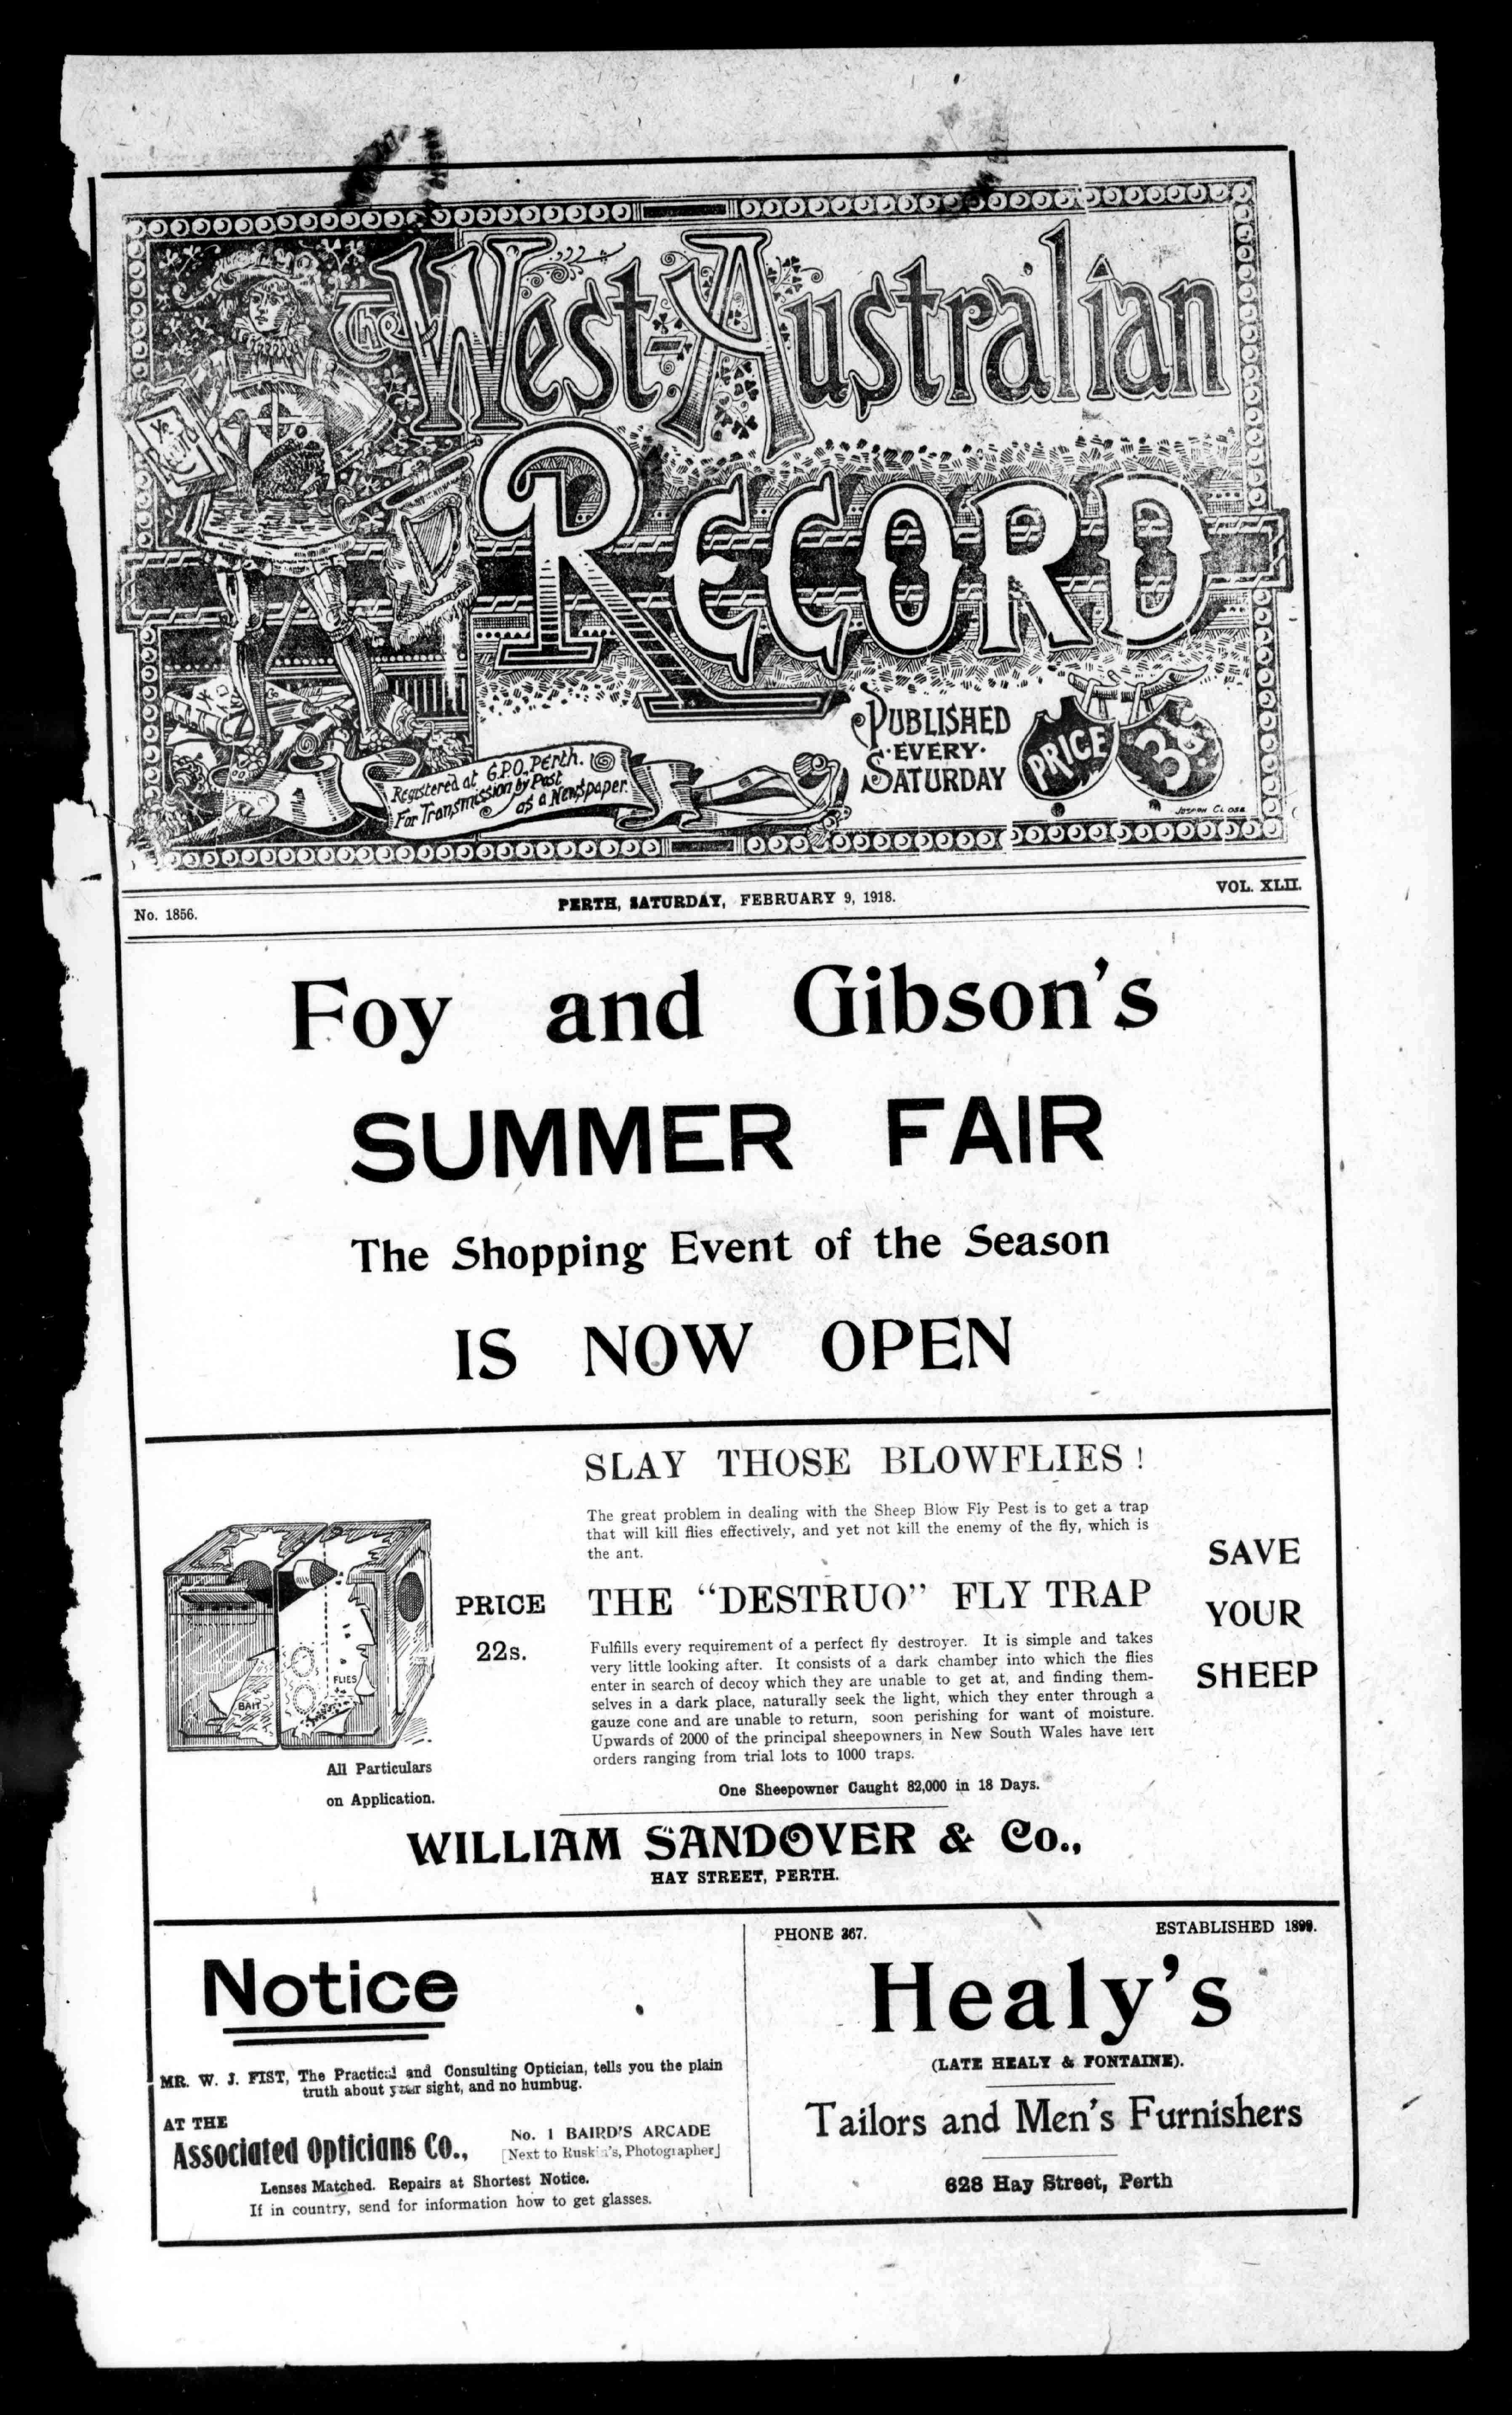 The West-Australian
RECORD
Registered at G.P.O. Perth.
For Transmission by Post
as a Newspaper.
PUBLISHED
EVERY
SATURDAY
PRICE 3d.
JOSEPH CLOSE
No. 1856.
PERTH, SATURDAY, FEBRUARY 9, 1918.
VOL. XLII.
Foy and Gibson's
SUMMER FAIR
The Shopping Event of the Season
IS NOW OPEN
SLAY THOSE BLOWFLIES!
The great problem in dealing with the Sheep Blow Fly Pest is to get a trap
that will kill flies effectively, and yet not kill the enemy of the fly, which is
the ant.
BAIT
FLIES
PRICE
22s.
THE "DESTRUO" FLY TRAP
Fulfills every requirement of a perfect fly destroyer. It is simple and takes
very little looking after. It consists of a dark chamber into which the flies
enter in search of decoy which they are unable to get at, and finding them-
selves in a dark place, naturally seek the light, which they enter through a
gauze cone and are unable to return, soon perishing for want of moisture.
Upwards of 2000 of the principal sheepowners in New South Wales have left
orders ranging from trial lots to 1000 traps.
One Sheepowner Caught 82,000 in 18 Days.
SAVE
YOUR
SHEEP
All Particulars
on Application.
WILLIAM SANDOVER & Co.,
HAY STREET, PERTH.
Notice
MR. W. J. FIST, The Practical and Consulting Optician, tells you the plain
truth about your sight, and no humbug.
AT THE
Associated Opticians Co.,
No. 1 BAIRD'S ARCADE
[Next to Ruskin's, Photographer]
Lenses Matched. Repairs at Shortest Notice.
If in country, send for information how to get glasses.
PHONE 367.
ESTABLISHED 1899.
Healy's
(LATE HEALY & FONTAINE).
Tailors and Men's Furnishers
628 Hay Street, Perth